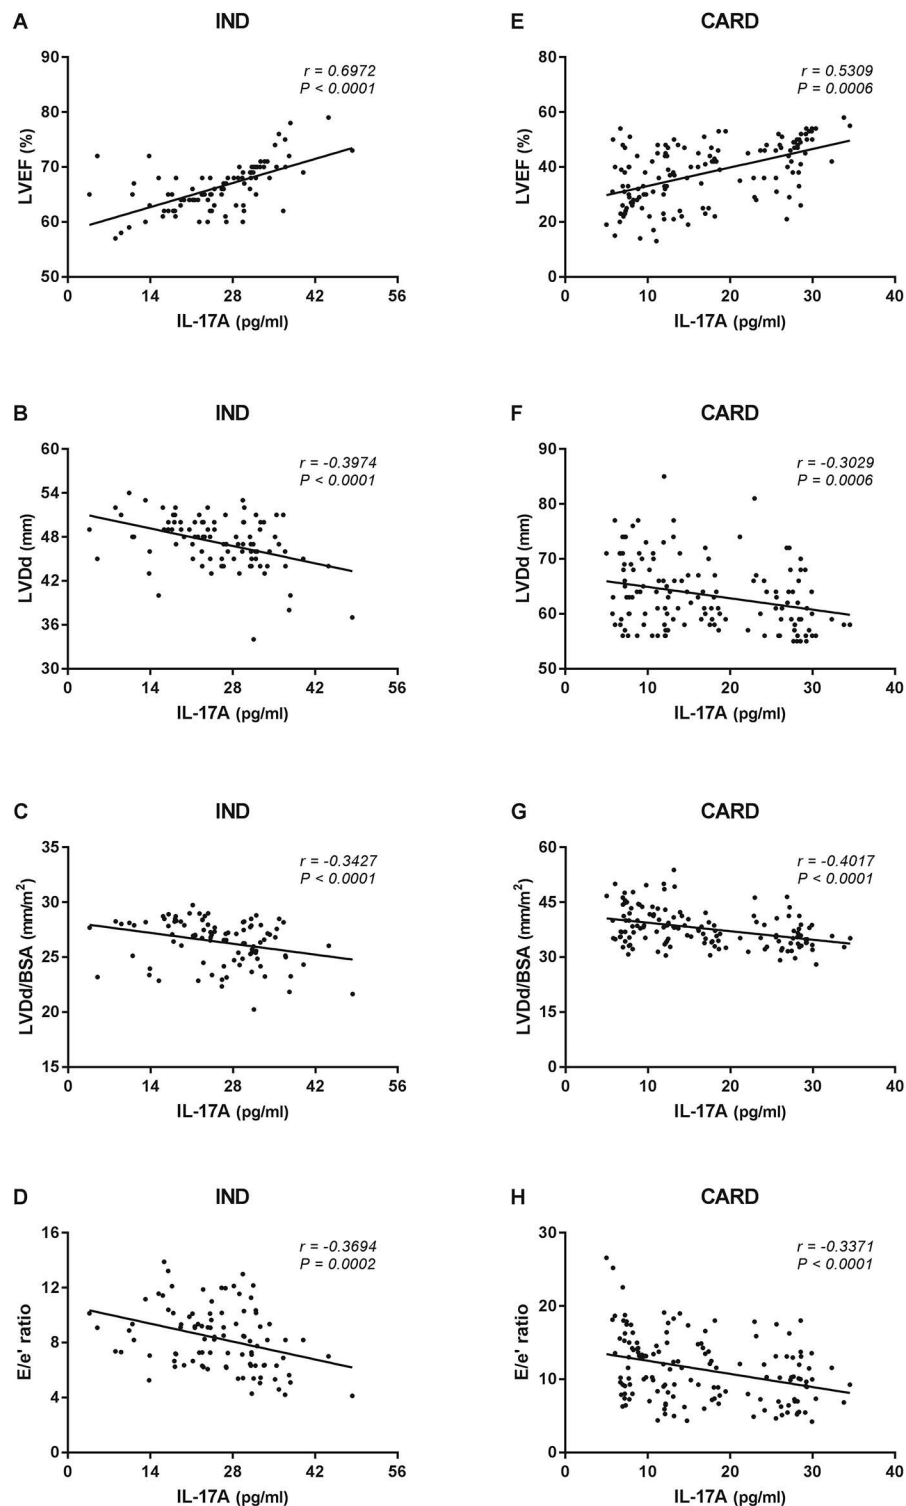 A
IND
r = 0.6972
P < 0.0001
90
80
70
60
50
LVEF (%)
0 14 28 42 56
IL-17A (pg/ml)
E
CARD
r = 0.5309
P = 0.0006
80
60
40
20
0
LVEF (%)
0 10 20 30 40
IL-17A (pg/ml)
B
IND
r = -0.3974
P < 0.0001
60
54
48
42
36
30
LVDd (mm)
0 14 28 42 56
IL-17A (pg/ml)
F
CARD
r = -0.3029
P = 0.0006
90
80
70
60
50
LVDd (mm)
0 10 20 30 40
IL-17A (pg/ml)
C
IND
r = -0.3427
P < 0.0001
35
30
25
20
15
LVDd/BSA (mm/m²)
0 14 28 42 56
IL-17A (pg/ml)
G
CARD
r = -0.4017
P < 0.0001
60
45
30
15
0
LVDd/BSA (mm/m²)
0 10 20 30 40
IL-17A (pg/ml)
D
IND
r = -0.3694
P = 0.0002
16
12
8
4
0
E/e' ratio
0 14 28 42 56
IL-17A (pg/ml)
H
CARD
r = -0.3371
P < 0.0001
30
20
10
0
E/e' ratio
0 10 20 30 40
IL-17A (pg/ml)